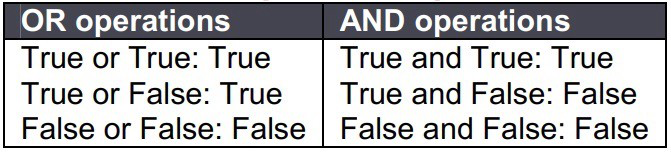 OR operations AND operations
True or True: True True and True: True
True or False: True True and False: False
False or False: False False and False: False